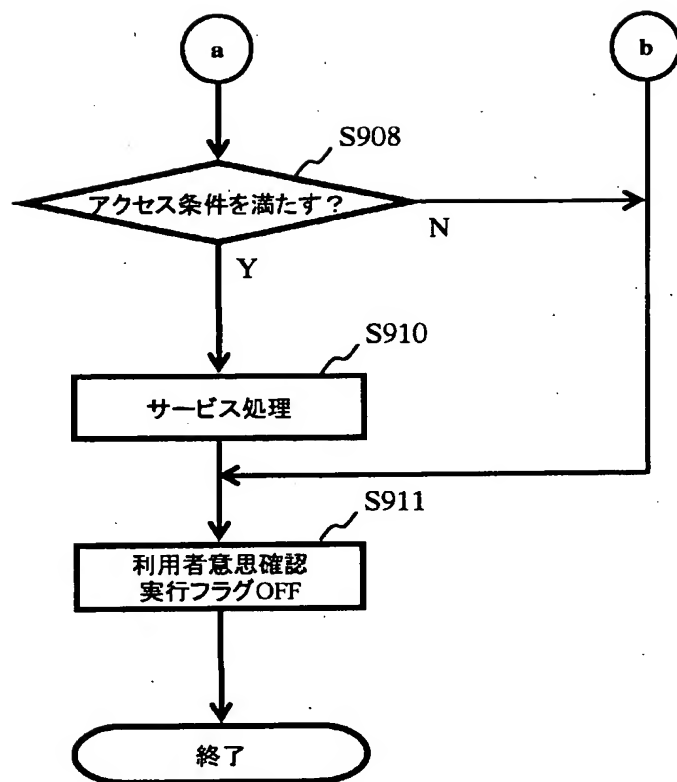 a
b
S908
アクセス条件を満たす？
N
Y
S910
サービス処理
S911
利用者意思確認
実行フラグOFF
終了